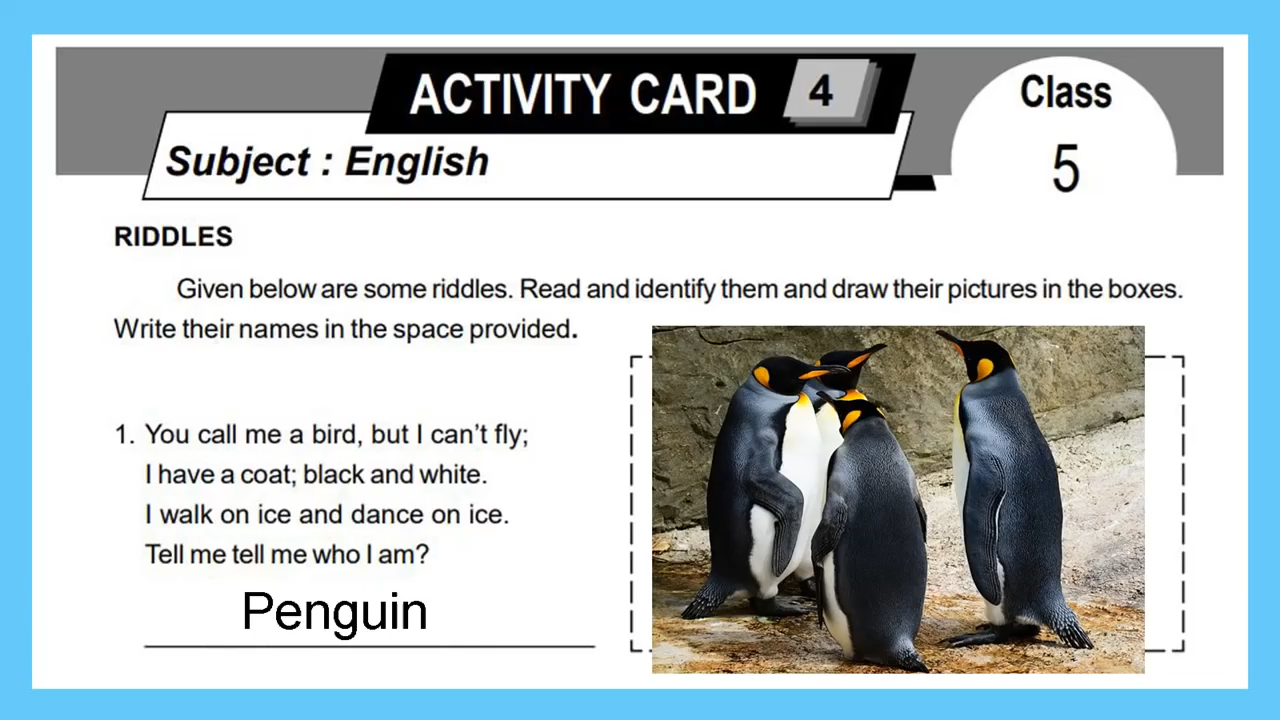 ACTIVITY CARD 4
Class
5
Subject : English
RIDDLES
Given below are some riddles. Read and identify them and draw their pictures in the boxes.
Write their names in the space provided.
1. You call me a bird, but I can't fly;
I have a coat; black and white.
I walk on ice and dance on ice.
Tell me tell me who I am?
Penguin